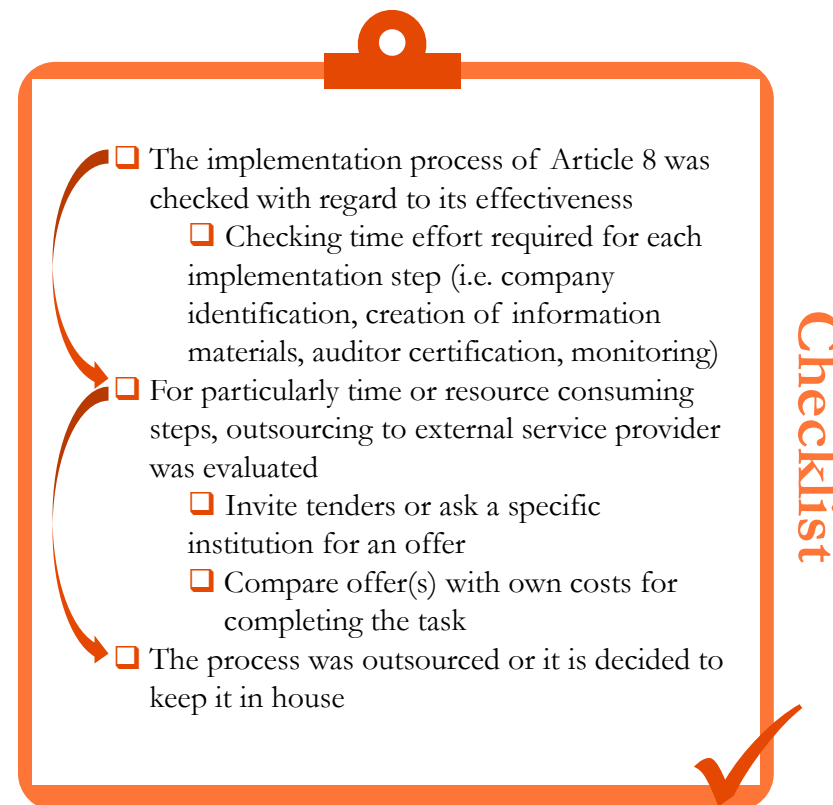 ❑ The implementation process of Article 8 was
checked with regard to its effectiveness
❑ Checking time effort required for each
implementation step (i.e. company
identification, creation of information
materials, auditor certification, monitoring)
❑ For particularly time or resource consuming
steps, outsourcing to external service provider
was evaluated
❑ Invite tenders or ask a specific
institution for an offer
❑ Compare offer(s) with own costs for
completing the task
❑ The process was outsourced or it is decided to
keep it in house
Checklist